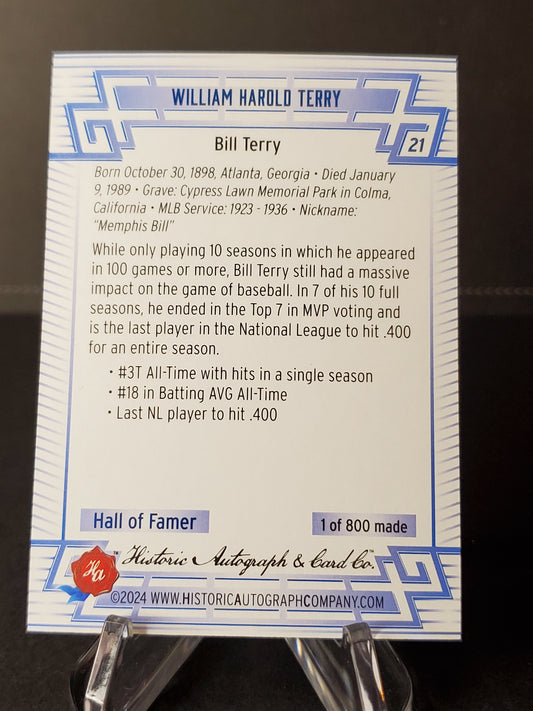 WILLIAM HAROLD TERRY
Bill Terry
21
Born October 30, 1898, Atlanta, Georgia • Died January
9, 1989 • Grave: Cypress Lawn Memorial Park in Colma,
California • MLB Service: 1923 - 1936 • Nickname:
"Memphis Bill"
While only playing 10 seasons in which he appeared
in 100 games or more, Bill Terry still had a massive
impact on the game of baseball. In 7 of his 10 full
seasons, he ended in the Top 7 in MVP voting and
is the last player in the National League to hit .400
for an entire season.
• #3T All-Time with hits in a single season
• #18 in Batting AVG All-Time
• Last NL player to hit .400
Hall of Famer
1 of 800 made
HA ™ Historic Autograph & Card Co.™
©2024 WWW.HISTORICAUTOGRAPHCOMPANY.COM